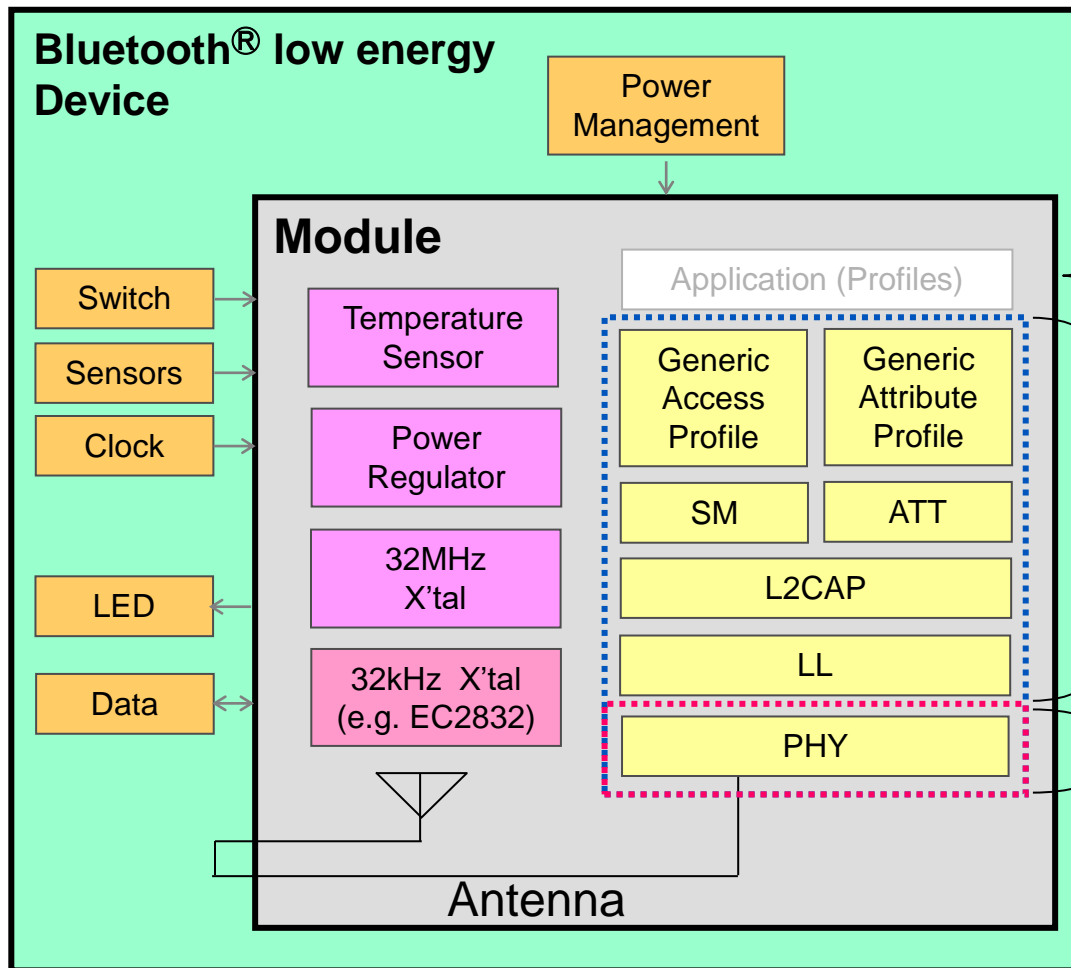 Bluetooth® low energy
Device
Power
Management
Module
Switch
Sensors
Clock
LED
Data
Temperature
Sensor
Power
Regulator
32MHz
X’tal
32kHz X’tal
(e.g. EC2832)
Application (Profiles)
Generic
Access
Profile
Generic
Attribute
Profile
SM
ATT
L2CAP
LL
PHY
Antenna